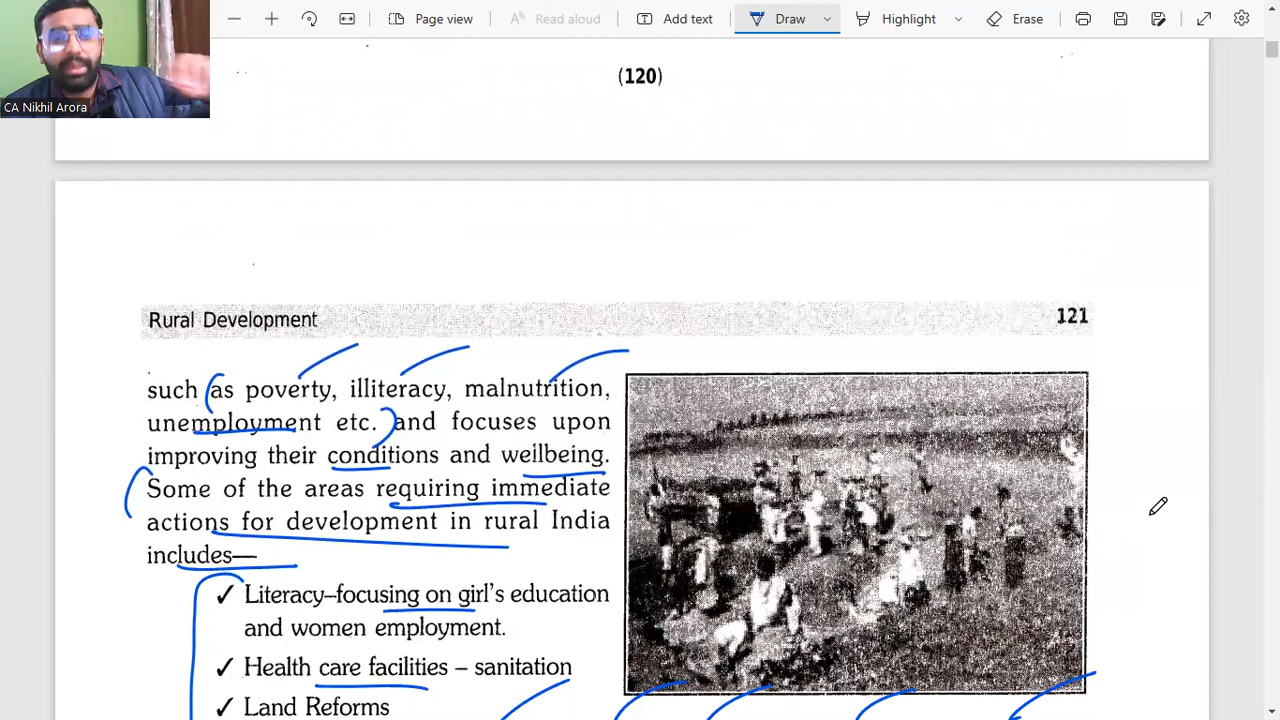 Page view
Read aloud
Add text
Draw
Highlight
Erase
CA Nikhil Arora
(120)
Rural Development 121
such as poverty, illiteracy, malnutrition,
unemployment etc. and focuses upon
improving their conditions and wellbeing.
Some of the areas requiring immediate
actions for development in rural India
includes—
✓ Literacy–focusing on girl's education
and women employment.
✓ Health care facilities – sanitation
✓ Land Reforms